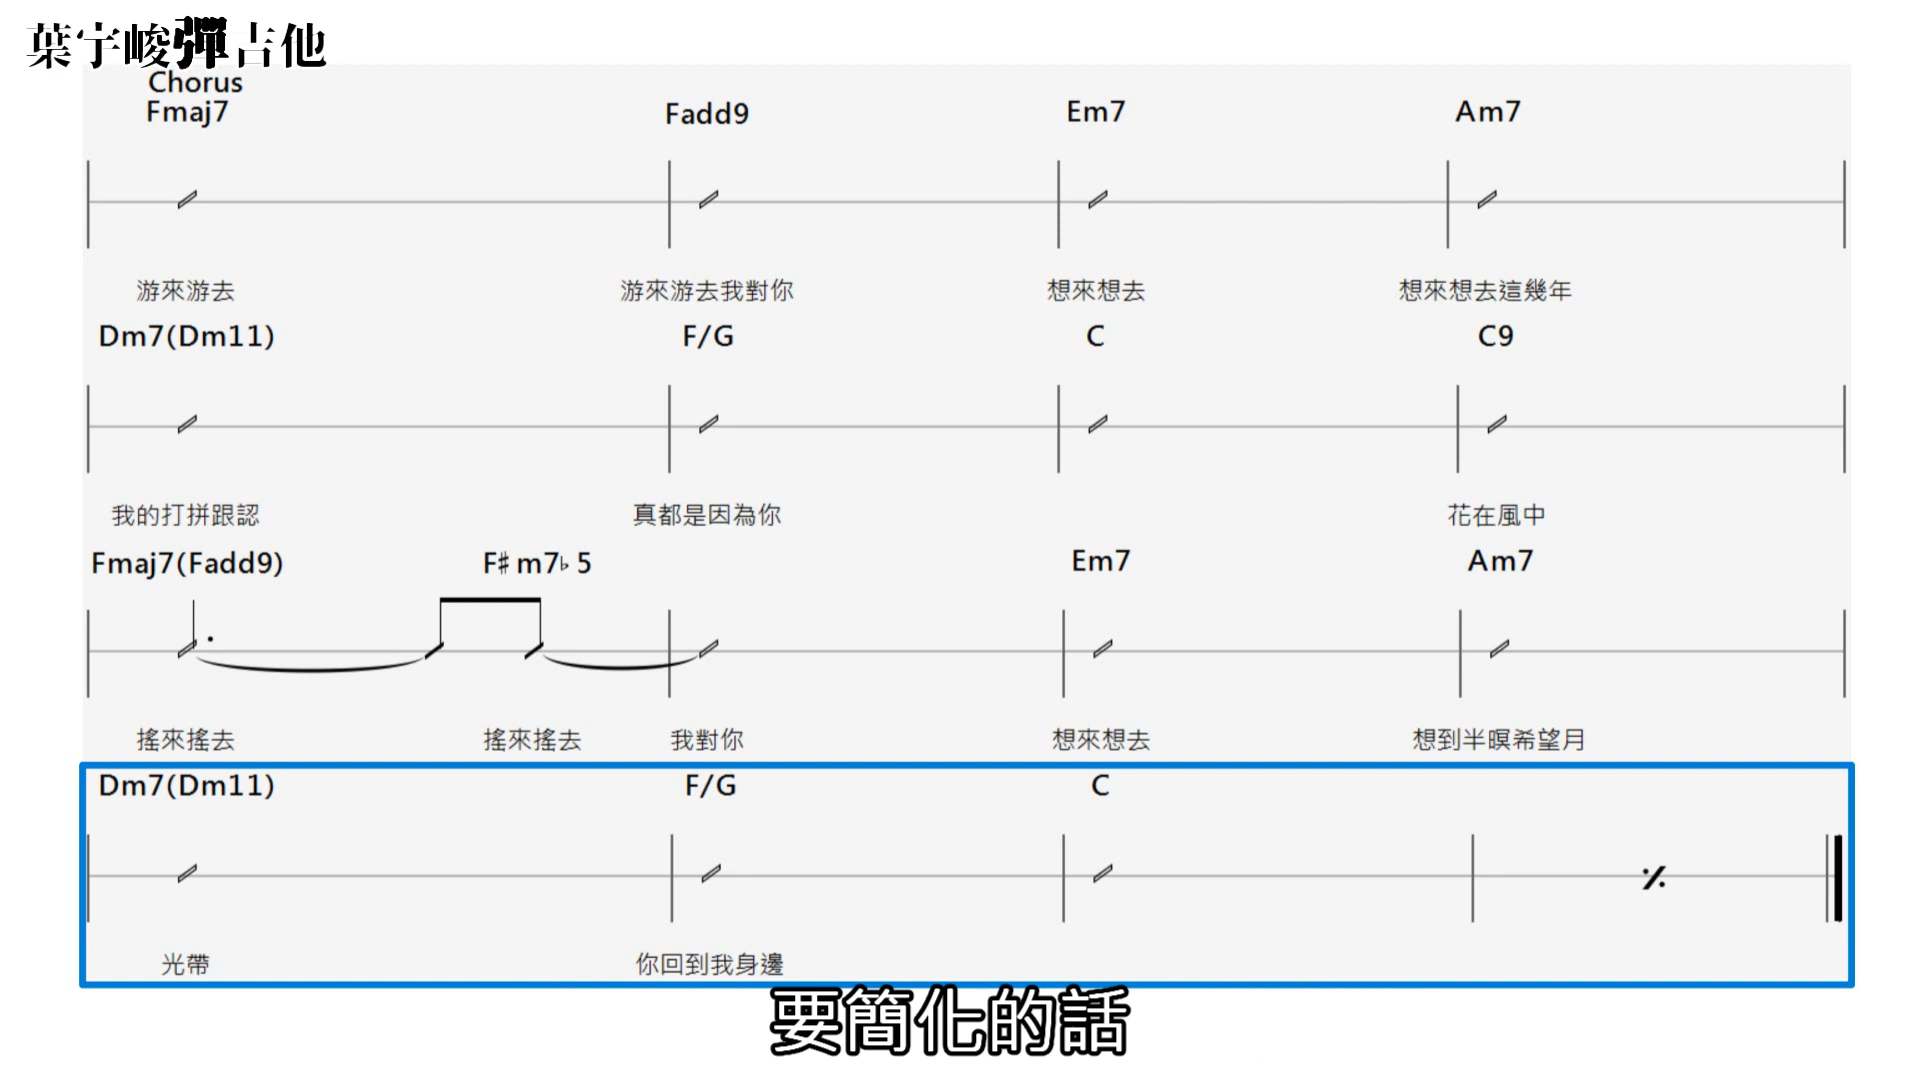 葉宇峻彈吉他
Chorus
Fmaj7 Fadd9 Em7 Am7
游來游去 游來游去我對你 想來想去 想來想去這幾年
Dm7(Dm11) F/G C C9
我的打拼跟認 真都是因為你 花在風中
Fmaj7(Fadd9) F♯m7♭5 Em7 Am7
搖來搖去 搖來搖去 我對你 想來想去 想到半暝希望月
Dm7(Dm11) F/G C
光帶 你回到我身邊
要簡化的話